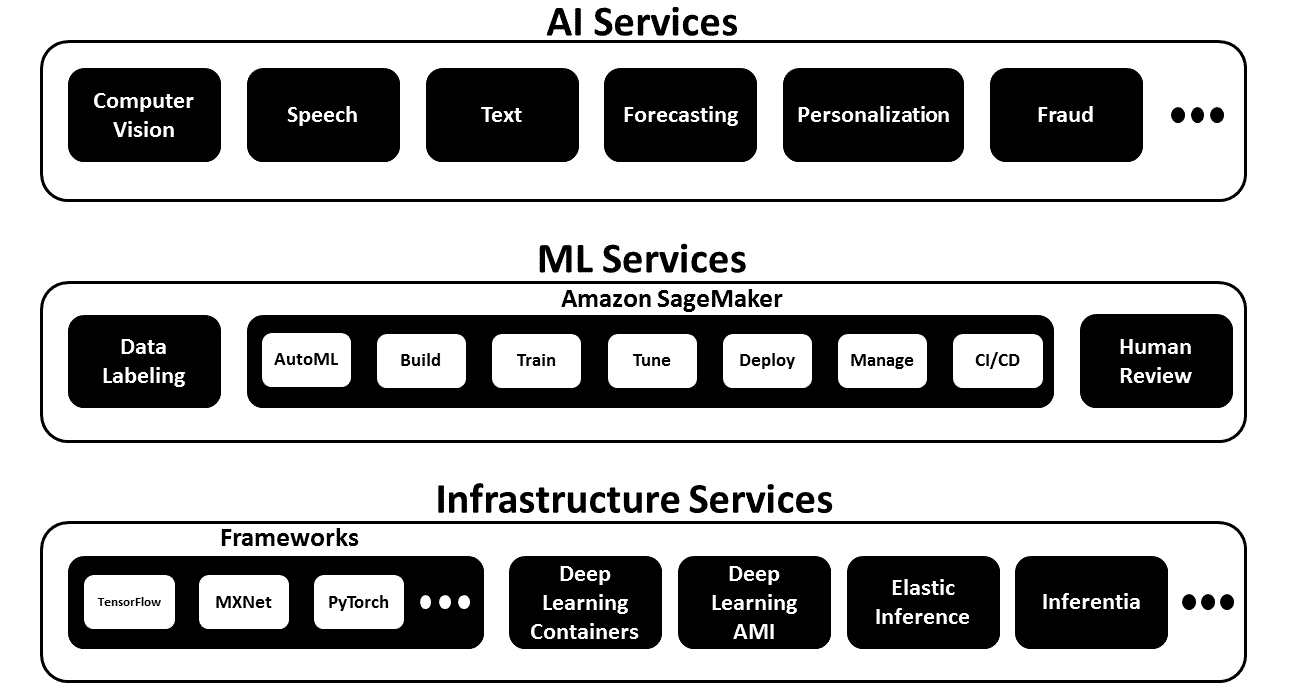 AI Services
Computer
Vision
Speech
Text
Forecasting
Personalization
Fraud
ML Services
Amazon SageMaker
Data
Labeling
AutoML
Build
Train
Tune
Deploy
Manage
CI/CD
Human
Review
Infrastructure Services
Frameworks
TensorFlow
MXNet
PyTorch
Deep
Learning
Containers
Deep
Learning
AMI
Elastic
Inference
Inferentia